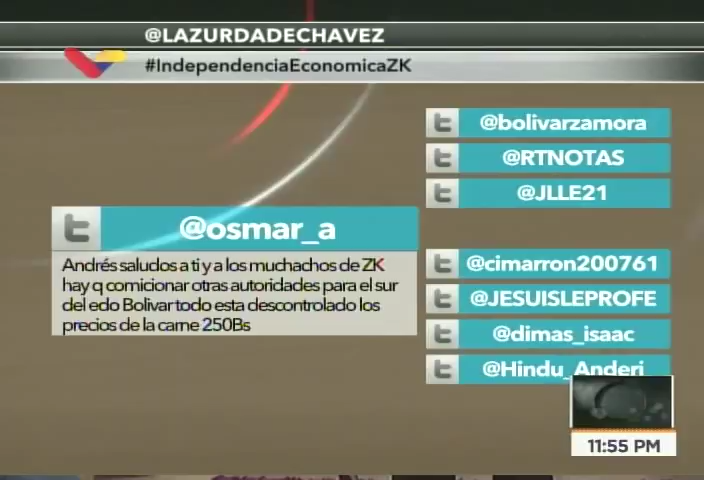 @LAZURDADECHAVEZ
#IndependenciaEconomicaZK
@bolivarzamora
@RTNOTAS
@JLLE21
@osmar_a
Andrés saludos a ti y a los muchachos de ZK
hay q comicionar otras autoridades para el sur
del edo Bolivar todo esta descontrolado los
precios de la carne 250Bs
@cimarron200761
@JESUISLEPROFE
@dimas_isaac
@Hindu_Anderi
11:55 PM